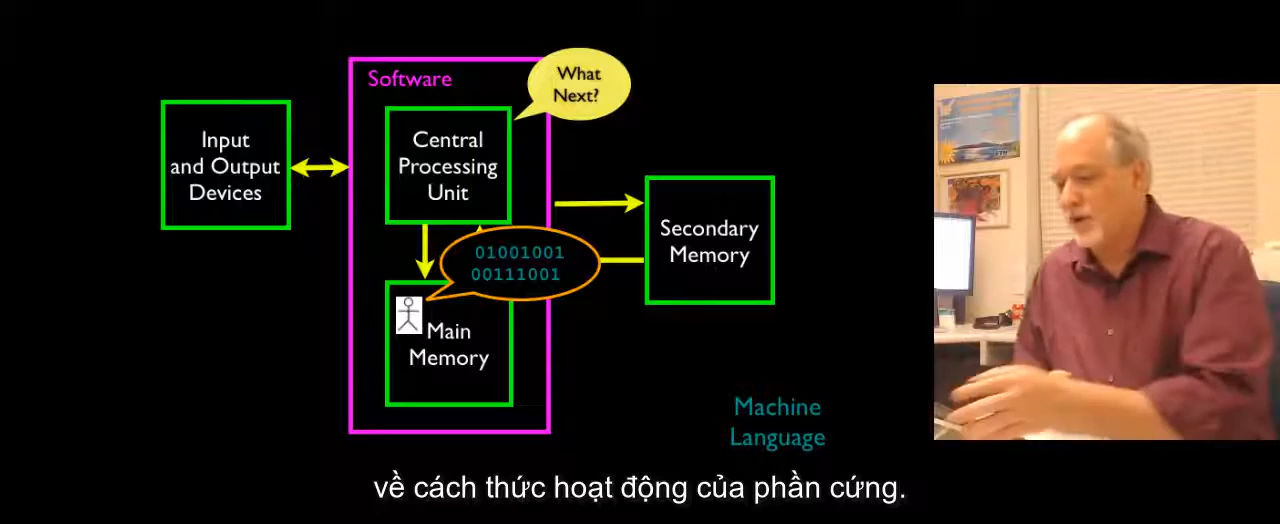 Software
What
Next?
Input
and Output
Devices
Central
Processing
Unit
Secondary
Memory
01001001
00111001
Main
Memory
Machine
Language
về cách thức hoạt động của phần cứng.